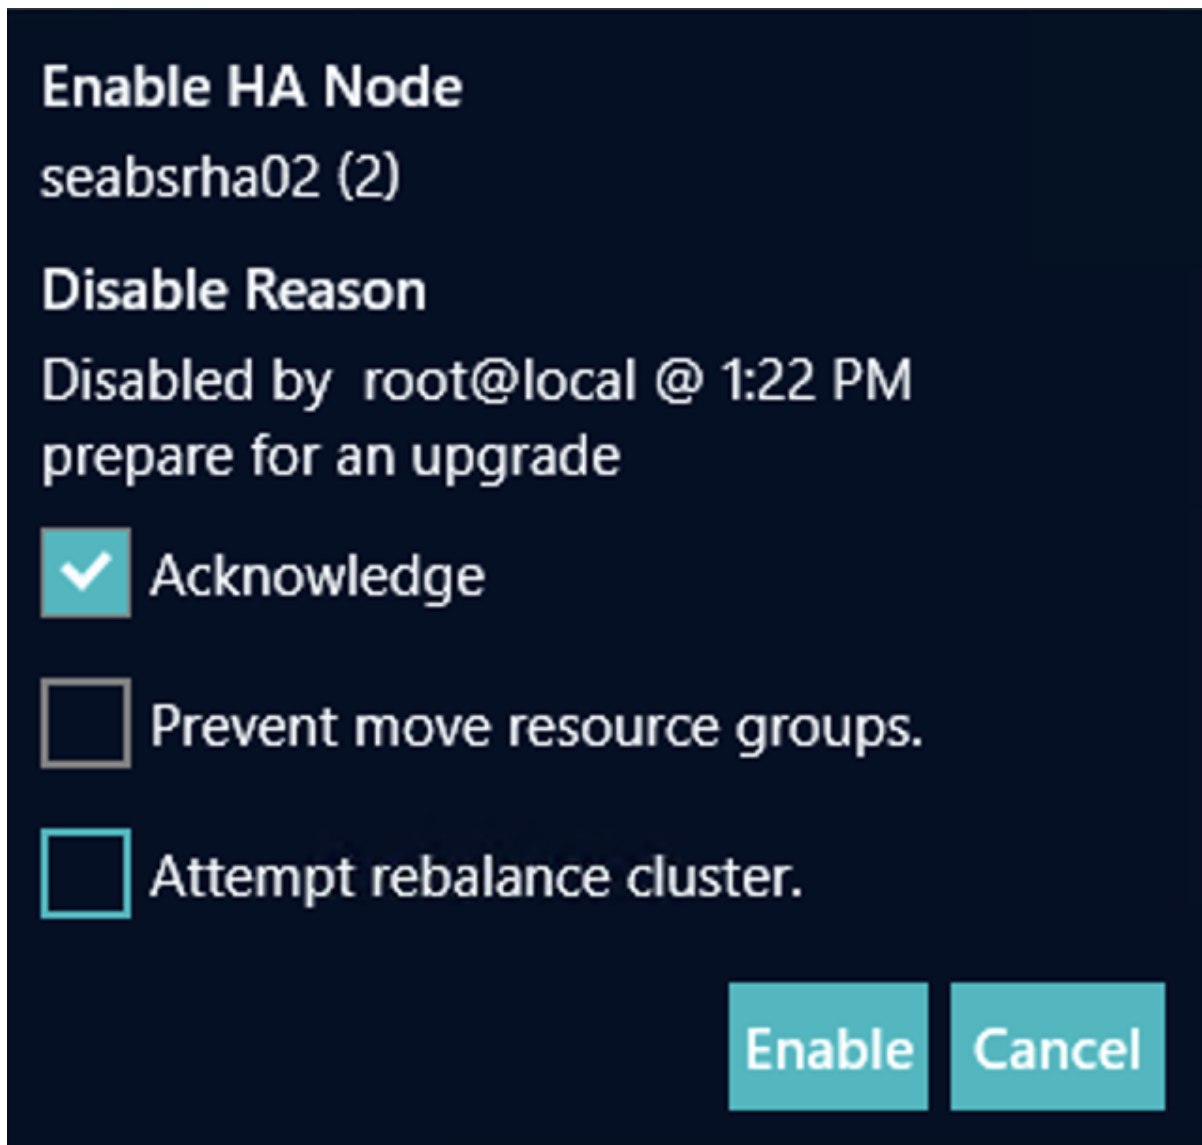 Enable HA Node
seabsrha02 (2)
Disable Reason
Disabled by  root@local @ 1:22 PM
prepare for an upgrade
Acknowledge
Prevent move resource groups.
Attempt rebalance cluster.
Enable Cancel